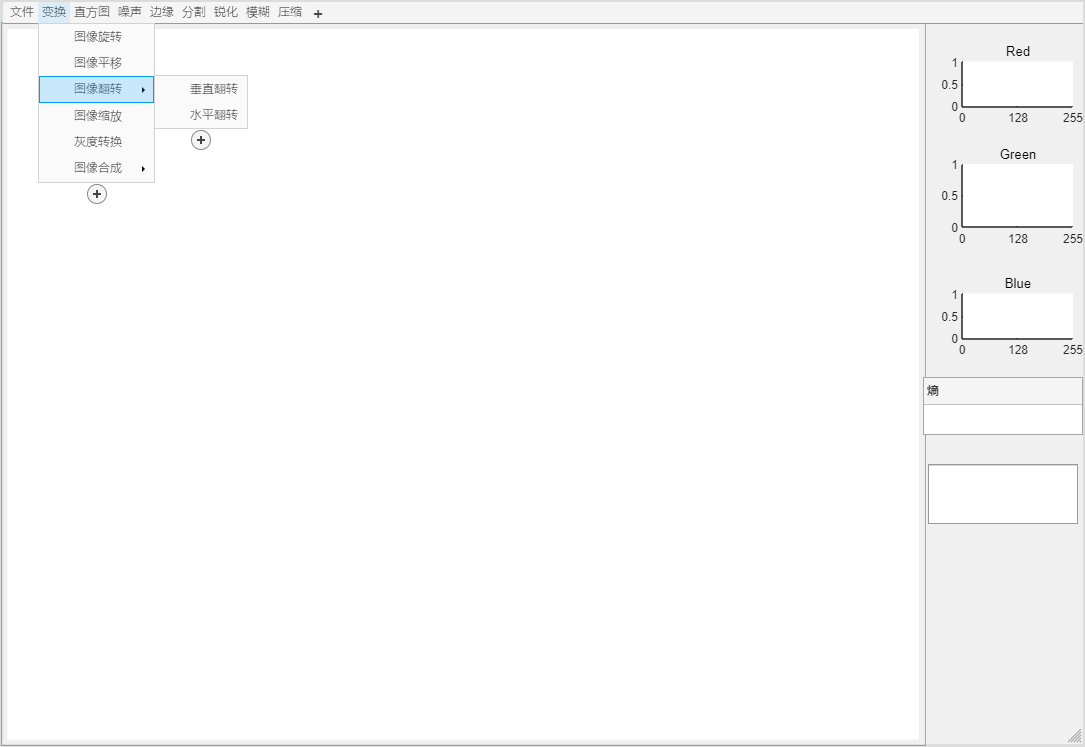 文件 变换 直方图 噪声 边缘 分割 锐化 模糊 压缩 +
图像旋转
图像平移
图像翻转
垂直翻转
水平翻转
图像缩放
灰度转换
图像合成
Red
1
0.5
0
0 128 255
Green
1
0.5
0
0 128 255
Blue
1
0.5
0
0 128 255
熵